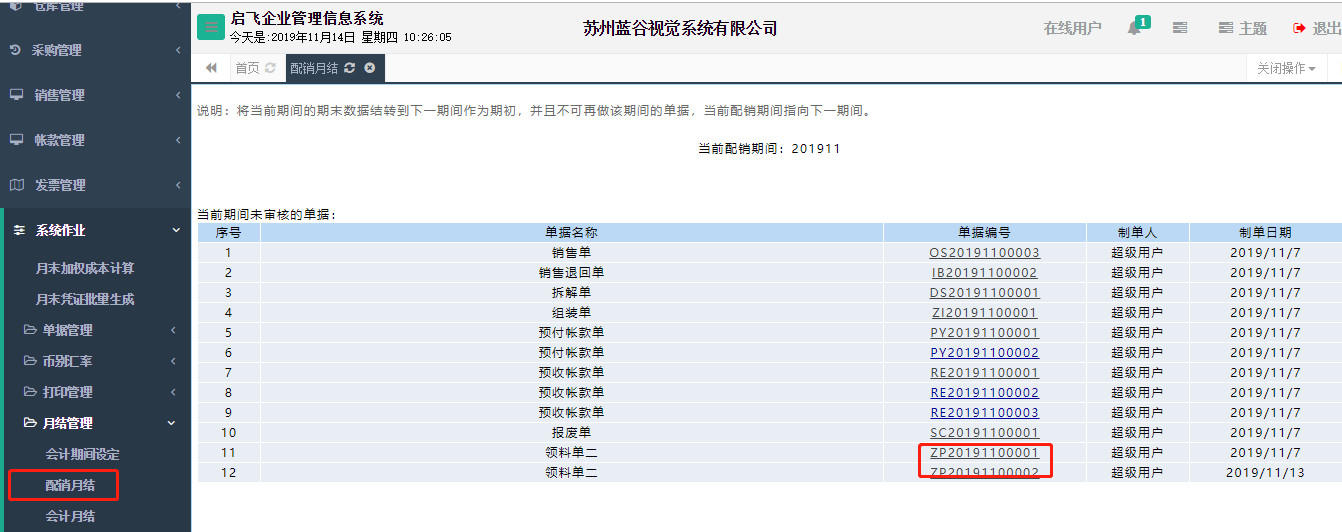 仓库管理
采购管理
销售管理
帐款管理
发票管理
系统作业
月末加权成本计算
月末凭证批里生成
单据管理
币别汇率
打印管理
月结管理
会计期间设定
配销月结
会计月结
启飞企业管理信息系统
今天是:2019年11月14日 星期四 10:26:05
苏州蓝谷视觉系统有限公司
在线用户
1
主题
退出
首页
配销月结
关闭操作
说明：将当前期间的期末数据结转到下一期间作为期初，并且不可再做该期间的单据，当前配销期间指向下一期间。
当前配销期间：201911
当前期间未审核的单据：
序号 单据名称 单据编号 制单人 制单日期
1 销售单 OS20191100003 超级用户 2019/11/7
2 销售退回单 IB20191100002 超级用户 2019/11/7
3 拆解单 DS20191100001 超级用户 2019/11/7
4 组装单 ZI20191100001 超级用户 2019/11/7
5 预付帐款单 PY20191100001 超级用户 2019/11/7
6 预付帐款单 PY20191100002 超级用户 2019/11/7
7 预收帐款单 RE20191100001 超级用户 2019/11/7
8 预收帐款单 RE20191100002 超级用户 2019/11/7
9 预收帐款单 RE20191100003 超级用户 2019/11/7
10 报废单 SC20191100001 超级用户 2019/11/7
11 领料单二 ZP20191100001 超级用户 2019/11/7
12 领料单二 ZP20191100002 超级用户 2019/11/13